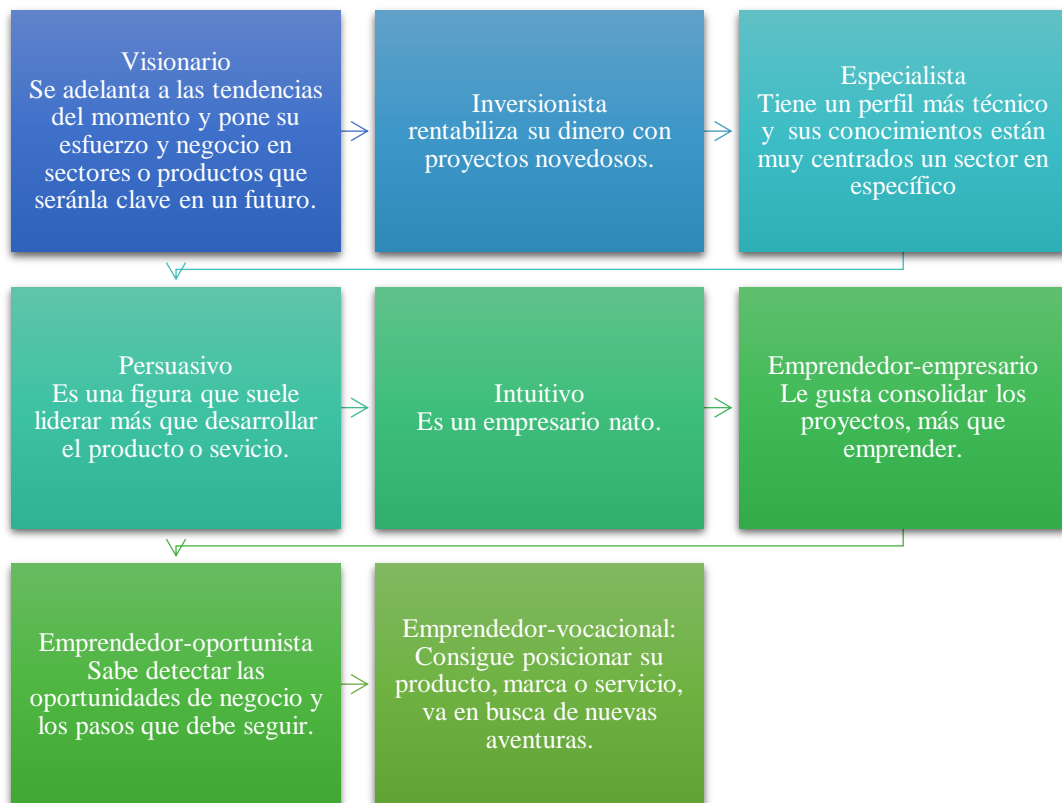 Visionario
Se adelanta a las tendencias
del momento y pone su
esfuerzo y negocio en
sectores o productos que
seránla clave en un futuro.
Inversionista
rentabiliza su dinero con
proyectos novedosos.
Especialista
Tiene un perfil más técnico
y sus conocimientos están
muy centrados un sector en
específico
Persuasivo
Es una figura que suele
liderar más que desarrollar
el producto o sevicio.
Intuitivo
Es un empresario nato.
Emprendedor-empresario
Le gusta consolidar los
proyectos, más que
emprender.
Emprendedor-oportunista
Sabe detectar las
oportunidades de negocio y
los pasos que debe seguir.
Emprendedor-vocacional:
Consigue posicionar su
producto, marca o servicio,
va en busca de nuevas
aventuras.